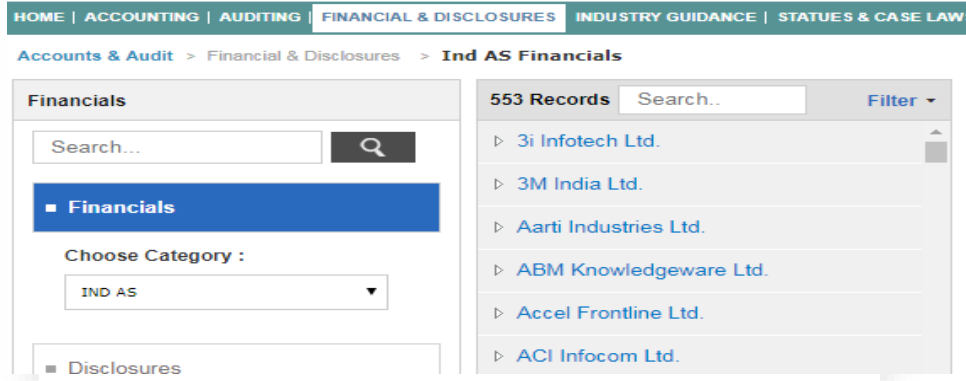 HOME | ACCOUNTING | AUDITING | FINANCIAL & DISCLOSURES INDUSTRY GUIDANCE | STATUES & CASE LAW
Accounts & Audit > Financial & Disclosures > Ind AS Financials
Financials
Search...
Financials
Choose Category :
IND AS
Disclosures
553 Records Search.. Filter
3i Infotech Ltd.
3M India Ltd.
Aarti Industries Ltd.
ABM Knowledgeware Ltd.
Accel Frontline Ltd.
ACI Infocom Ltd.